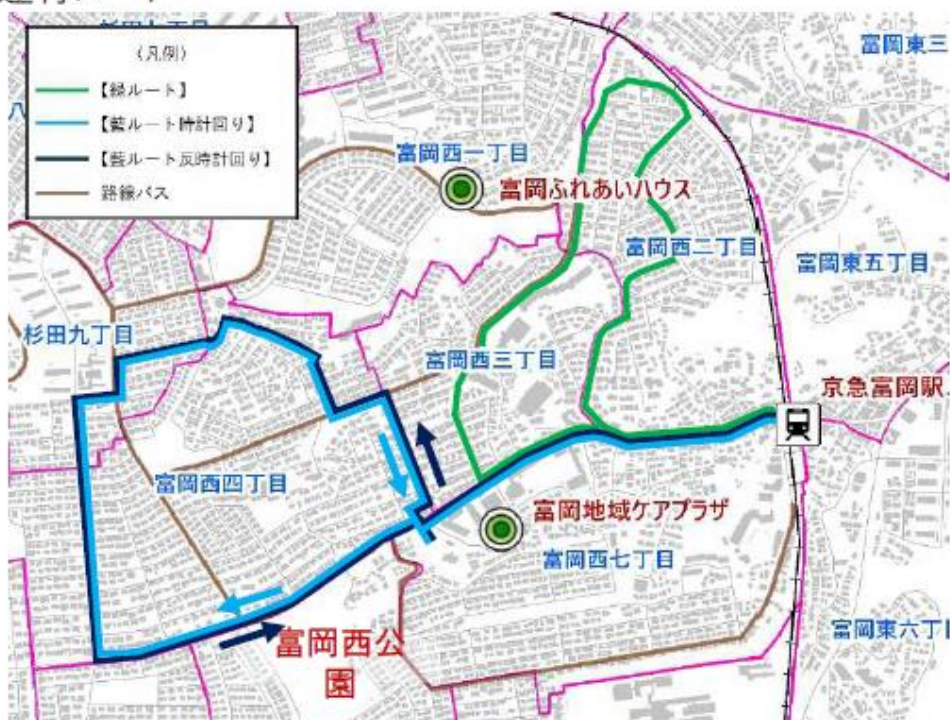 〈凡例〉
【緑ルート】
【藍ルート時計回り】
【藍ルート反時計回り】
路線バス
富岡東三
富岡西一丁目
富岡ふれあいハウス
富岡西二丁目
富岡東五丁目
杉田九丁目
富岡西三丁目
京急富岡駅
富岡西四丁目
富岡地域ケアプラザ
富岡西七丁目
富岡西公
園
富岡東六丁